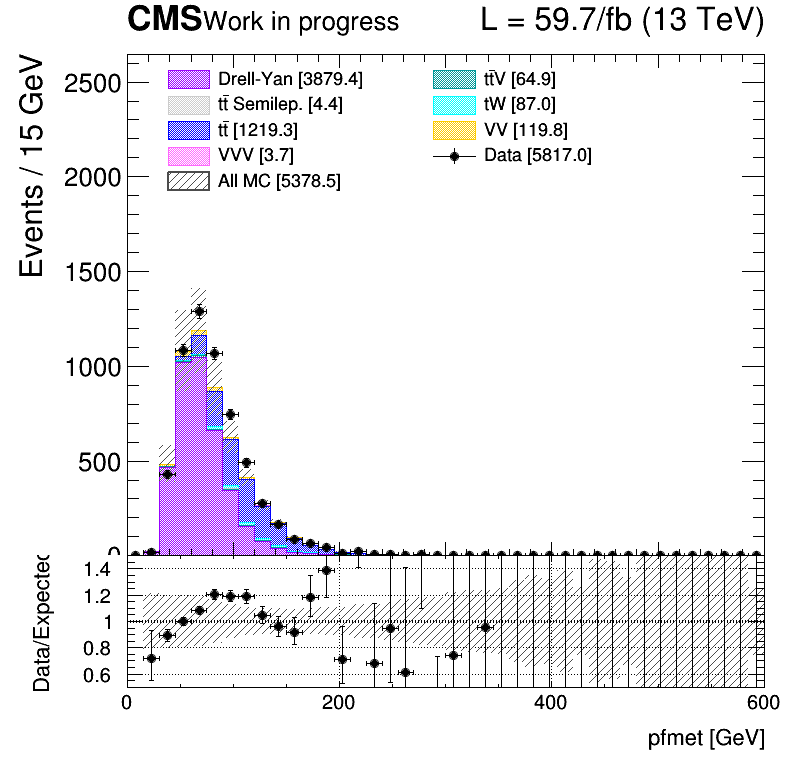 CMS Work in progress L = 59.7/fb (13 TeV)
Events / 15 GeV
2500
2000
1500
1000
500
0
Drell-Yan [3879.4]
tt̄ Semilep. [4.4]
tt̄ [1219.3]
VVV [3.7]
All MC [5378.5]
tt̄V [64.9]
tW [87.0]
VV [119.8]
Data [5817.0]
Data/Expected
1.4
1.2
1
0.8
0.6
0 200 400 600
pfmet [GeV]